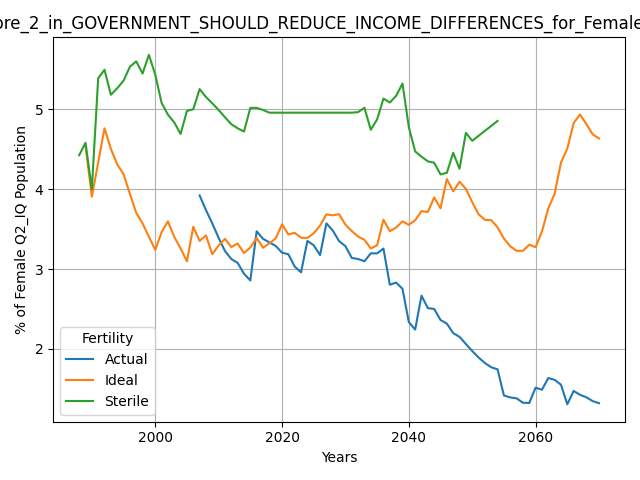 ore_2_in_GOVERNMENT_SHOULD_REDUCE_INCOME_DIFFERENCES_for_Female
% of Female Q2_IQ Population
5
4
3
2
Fertility
Actual
Ideal
Sterile
2000
2020
2040
2060
Years